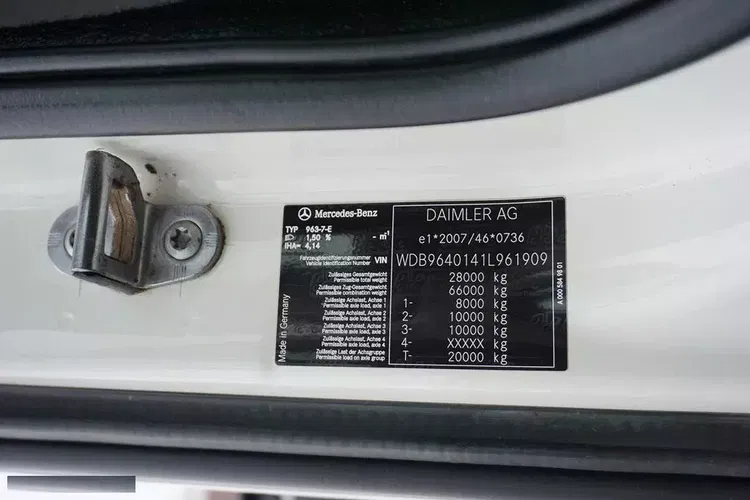 Mercedes-Benz
TYP 963-7-E
1,50 % - m⁻¹
IHA= 4,14
DAIMLER AG
e1*2007/46*0736
Fahrzeugidentifizierungsnummer
Vehicle Identification Number VIN WDB9640141L961909
Zulässiges Gesamtgewicht
Permissible total weight 28000 kg
Zulässiges Zug-Gesamtgewicht
Permissible combination weight 66000 kg
Zulässige Achslast, Achse 1
Permissible axle load, axle 1 1- 8000 kg
Zulässige Achslast, Achse 2
Permissible axle load, axle 2 2- 10000 kg
Zulässige Achslast, Achse 3
Permissible axle load, axle 3 3- 10000 kg
Zulässige Achslast, Achse 4
Permissible axle load, axle 4 4- XXXXX kg
Zulässige Last der Achsgruppe
Permissible load on axle group T- 20000 kg
Made in Germany
A 000 584 98 01